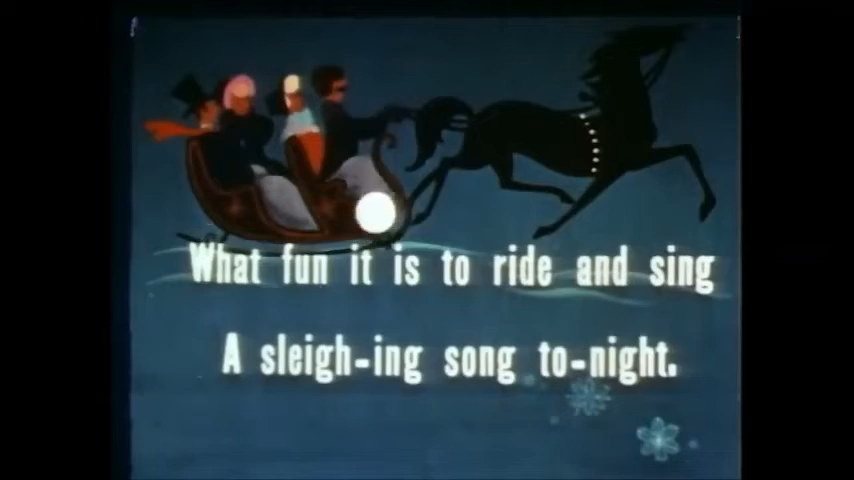 What fun it is to ride and sing
A sleigh-ing song to-night.